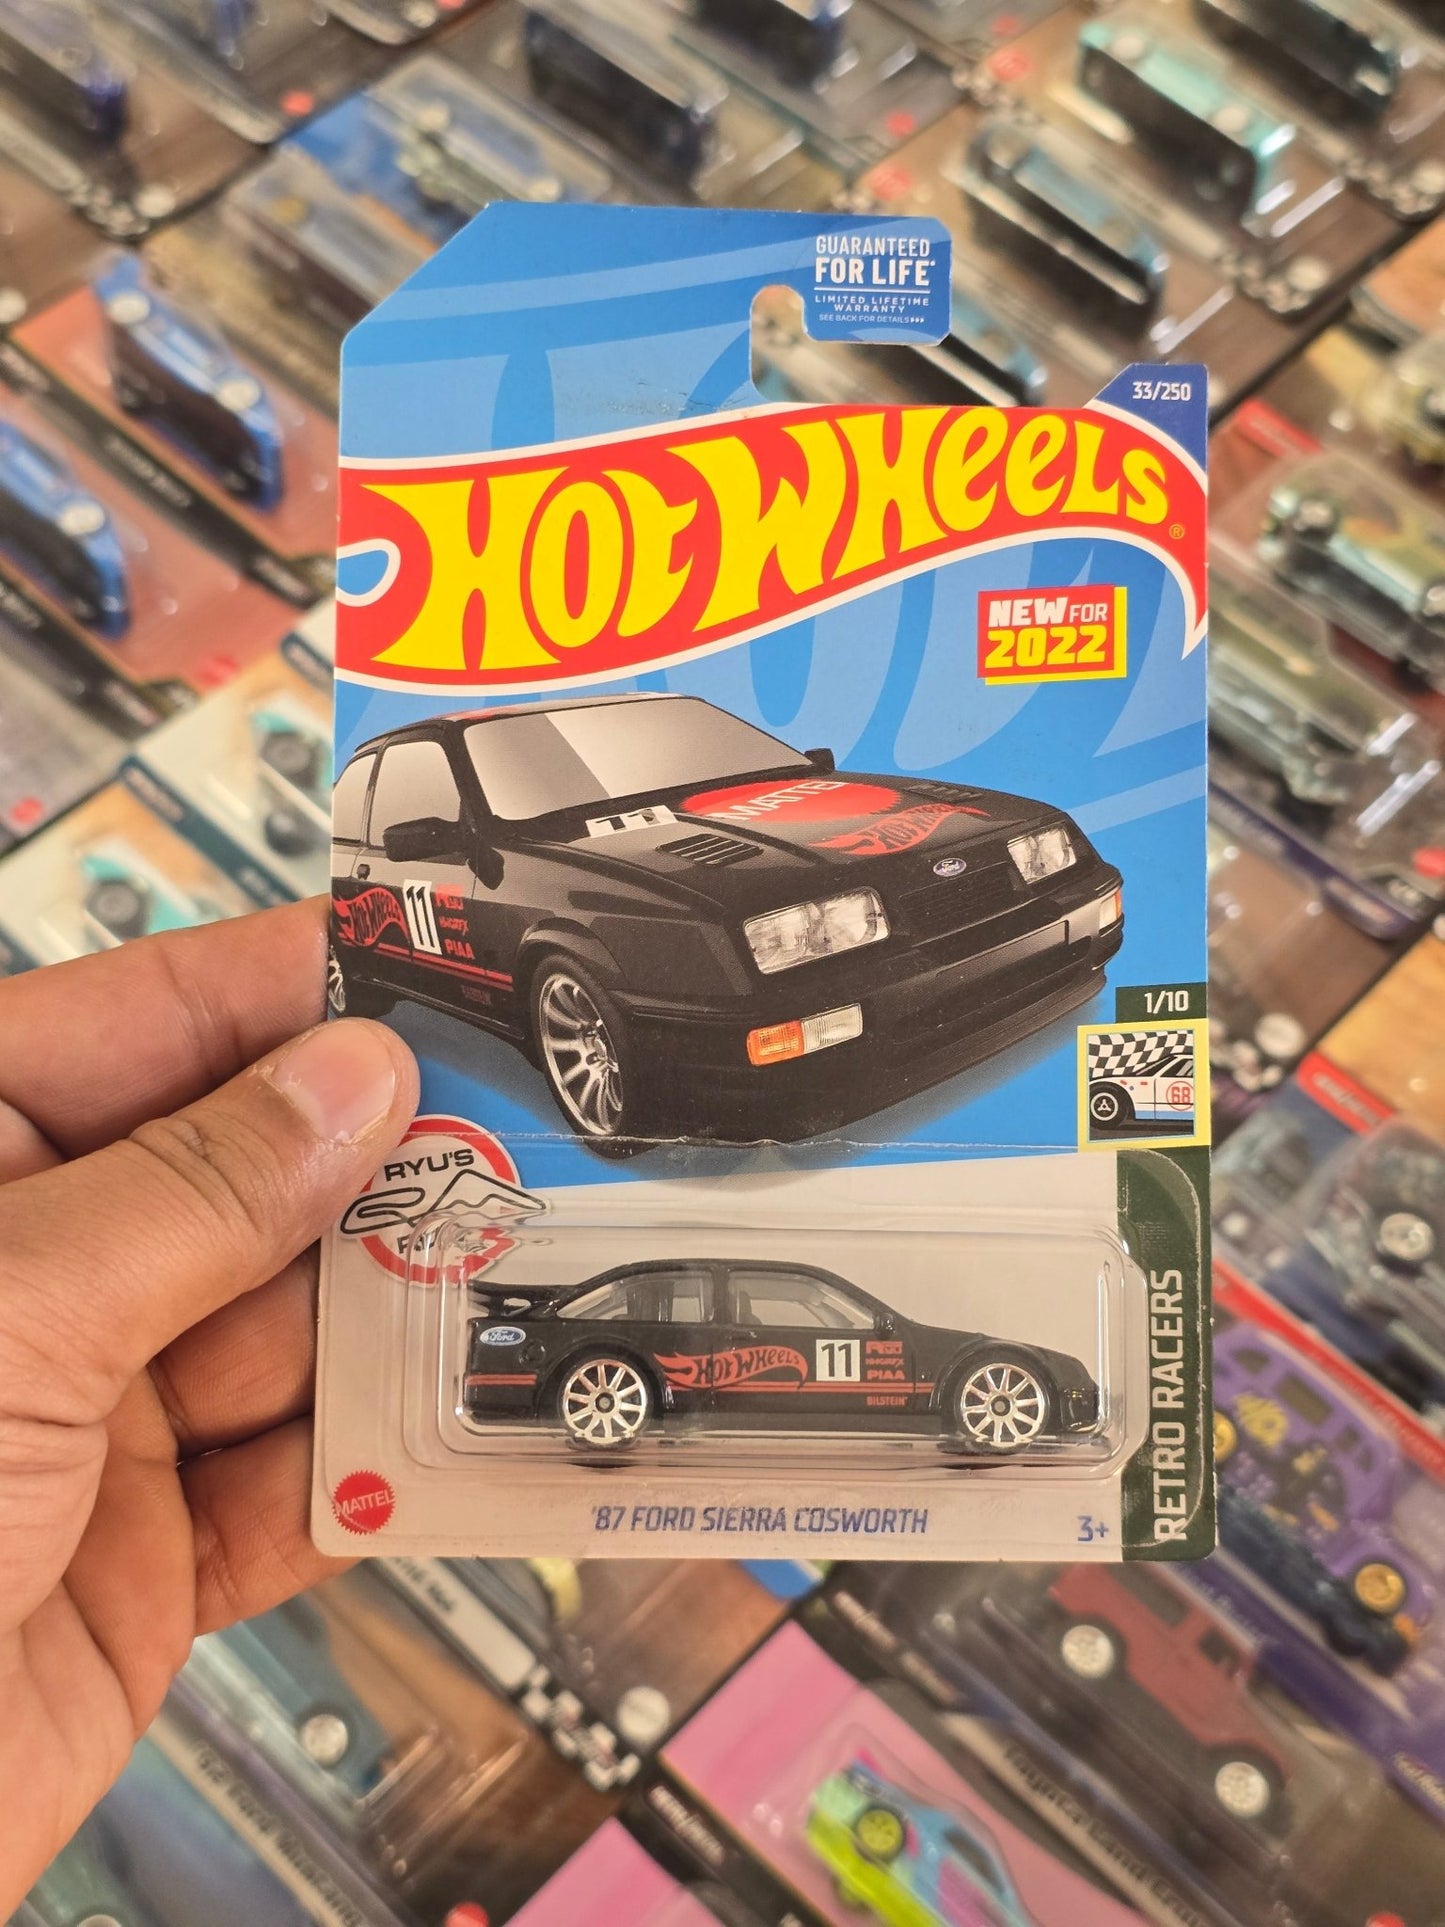 GUARANTEED
FOR LIFE*
LIMITED LIFETIME
WARRANTY
SEE BACK FOR DETAILS
33/250
HOT WHEELS®
NEW FOR
2022
MATTEL
11
HOT WHEELS
Ford
HOT WHEELS
11
PIAA
BILSTEIN
1/10
68
RYU'S
Ford
HOT WHEELS
11
PIAA
BILSTEIN
RETRO RACERS
MATTEL
'87 FORD SIERRA COSWORTH
3+